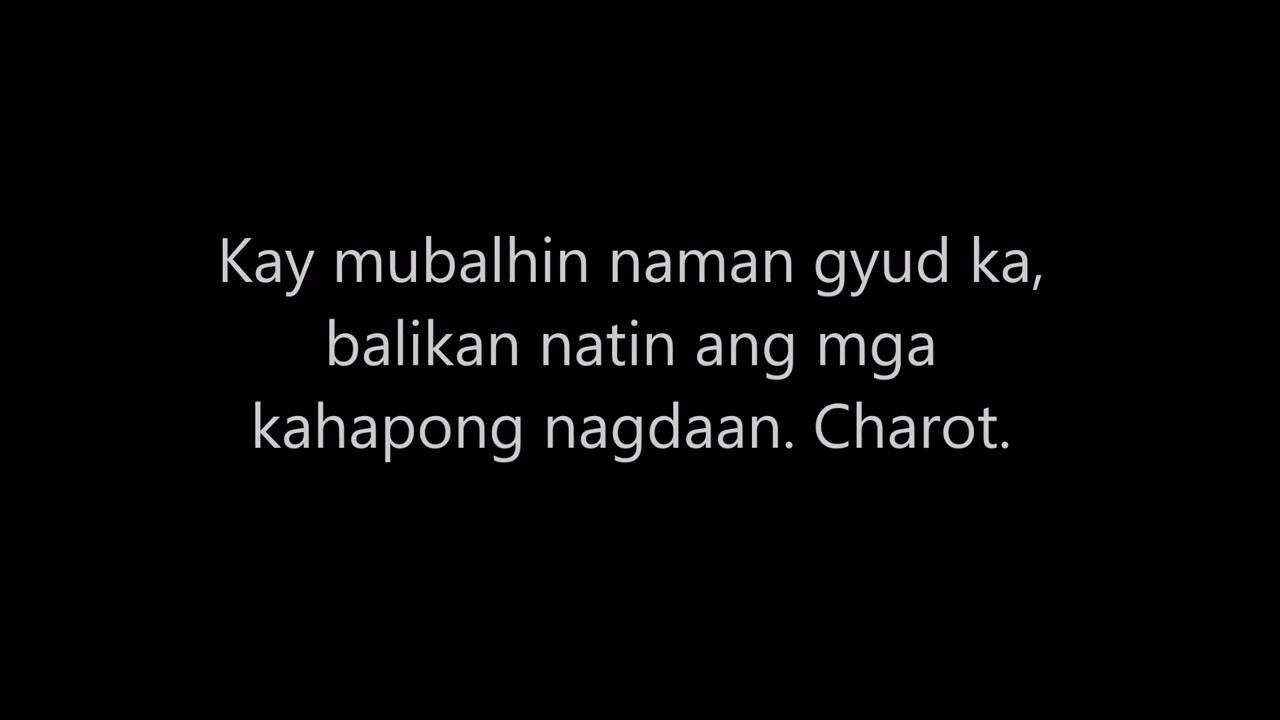 Kay mubalhin naman gyud ka,
balikan natin ang mga
kahapong nagdaan. Charot.